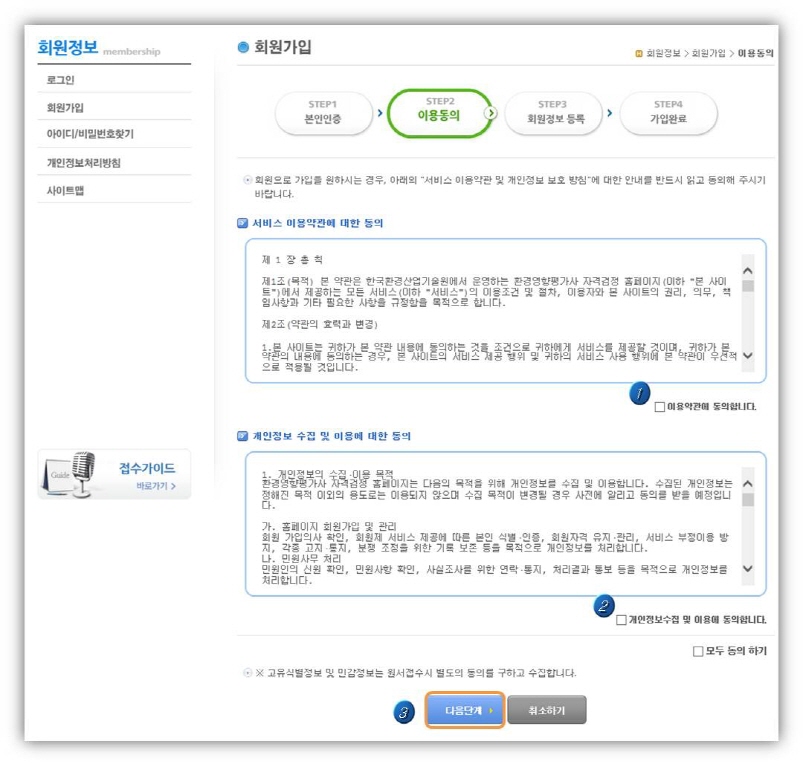 회원정보 membership
로그인
회원가입
아이디/비밀번호찾기
개인정보처리방침
사이트맵
Guide
접수가이드
바로가기 >
회원가입
회원정보 > 회원가입 > 이용동의
STEP1
본인인증
STEP2
이용동의
STEP3
회원정보 등록
STEP4
가입완료
회원으로 가입을 원하시는 경우, 아래의 "서비스 이용약관 및 개인정보 보호 방침"에 대한 안내를 반드시 읽고 동의해 주시기
바랍니다.
서비스 이용약관에 대한 동의
제 1 장 총 칙
제1조(목적) 본 약관은 한국환경산업기술원에서 운영하는 환경영향평가사 자격검정 홈페이지(이하 "본 사이
트")에서 제공하는 모든 서비스(이하 "서비스")의 이용조건 및 절차, 이용자와 본 사이트의 권리, 의무, 책
임사항과 기타 필요한 사항을 규정함을 목적으로 합니다.
제2조(약관의 효력과 변경)
1.본 사이트는 귀하가 본 약관 내용에 동의하는 것을 조건으로 귀하에게 서비스를 제공할 것이며, 귀하가 본
약관의 내용에 동의하는 경우, 본 사이트의 서비스 제공 행위 및 귀하의 서비스 사용 행위에 본 약관이 우선적
으로 적용될 것입니다.
1
이용약관에 동의합니다.
개인정보 수집 및 이용에 대한 동의
1. 개인정보의 수집·이용 목적
환경영향평가사 자격검정 홈페이지는 다음의 목적을 위해 개인정보를 수집 및 이용합니다. 수집된 개인정보는
정해진 목적 이외의 용도로는 이용되지 않으며 수집 목적이 변경될 경우 사전에 알리고 동의를 받을 예정입니
다.
가. 홈페이지 회원가입 및 관리
회원 가입의사 확인, 회원제 서비스 제공에 따른 본인 식별·인증, 회원자격 유지·관리, 서비스 부정이용 방
지, 각종 고지·통지, 분쟁 조정을 위한 기록 보존 등을 목적으로 개인정보를 처리합니다.
나. 민원사무 처리
민원인의 신원 확인, 민원사항 확인, 사실조사를 위한 연락·통지, 처리결과 통보 등을 목적으로 개인정보를
처리합니다.
2
개인정보수집 및 이용에 동의합니다.
모두 동의 하기
※ 고유식별정보 및 민감정보는 원서접수시 별도의 동의를 구하고 수집합니다.
3
다음단계
취소하기